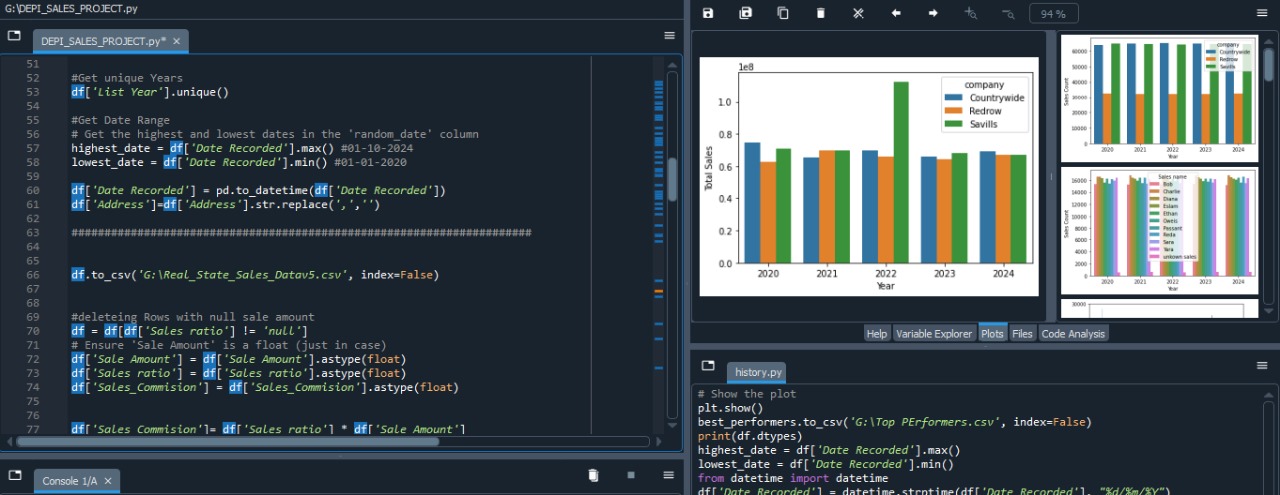 G:\DEPI_SALES_PROJECT.py
DEPI_SALES_PROJECT.py* ×
51
52 #Get unique Years
53 df['List Year'].unique()
54
55 #Get Date Range
56 # Get the highest and lowest dates in the 'random_date' column
57 highest_date = df['Date Recorded'].max() #01-10-2024
58 lowest_date = df['Date Recorded'].min() #01-01-2020
59
60 df['Date Recorded'] = pd.to_datetime(df['Date Recorded'])
61 df['Address']=df['Address'].str.replace(',','')
62
63 ######################################################################
64
65
66 df.to_csv('G:\Real_State_Sales_Datav5.csv', index=False)
67
68
69 #deleteing Rows with null sale amount
70 df = df[df['Sales ratio'] != 'null']
71 # Ensure 'Sale Amount' is a float (just in case)
72 df['Sale Amount'] = df['Sale Amount'].astype(float)
73 df['Sales ratio'] = df['Sales ratio'].astype(float)
74 df['Sales_Commision'] = df['Sales_Commision'].astype(float)
75
76
77 df['Sales Commision']= df['Sales ratio'] * df['Sale Amount']
Console 1/A ×
94 %
1e8
company
Countrywide
Redrow
Savills
1.0
0.8
0.6
0.4
0.2
0.0
Total Sales
2020 2021 2022 2023 2024
Year
company
Countrywide
Redrow
Savills
60000
50000
40000
30000
20000
10000
0
Sales Count
2020 2021 2022 2023 2024
Year
Sales name
Bob
Charlie
Diana
Eslam
Ethan
Oweis
Passant
Reda
Sara
Yara
unkown sales
16000
14000
12000
10000
8000
6000
4000
2000
0
Sales Count
2020 2021 2022 2023 2024
Year
30000
Help Variable Explorer Plots Files Code Analysis
history.py
# Show the plot
plt.show()
best_performers.to_csv('G:\Top PErformers.csv', index=False)
print(df.dtypes)
highest_date = df['Date Recorded'].max()
lowest_date = df['Date Recorded'].min()
from datetime import datetime
df['Date Recorded'] = datetime.strptime(df['Date Recorded'], "%d/%m/%Y")